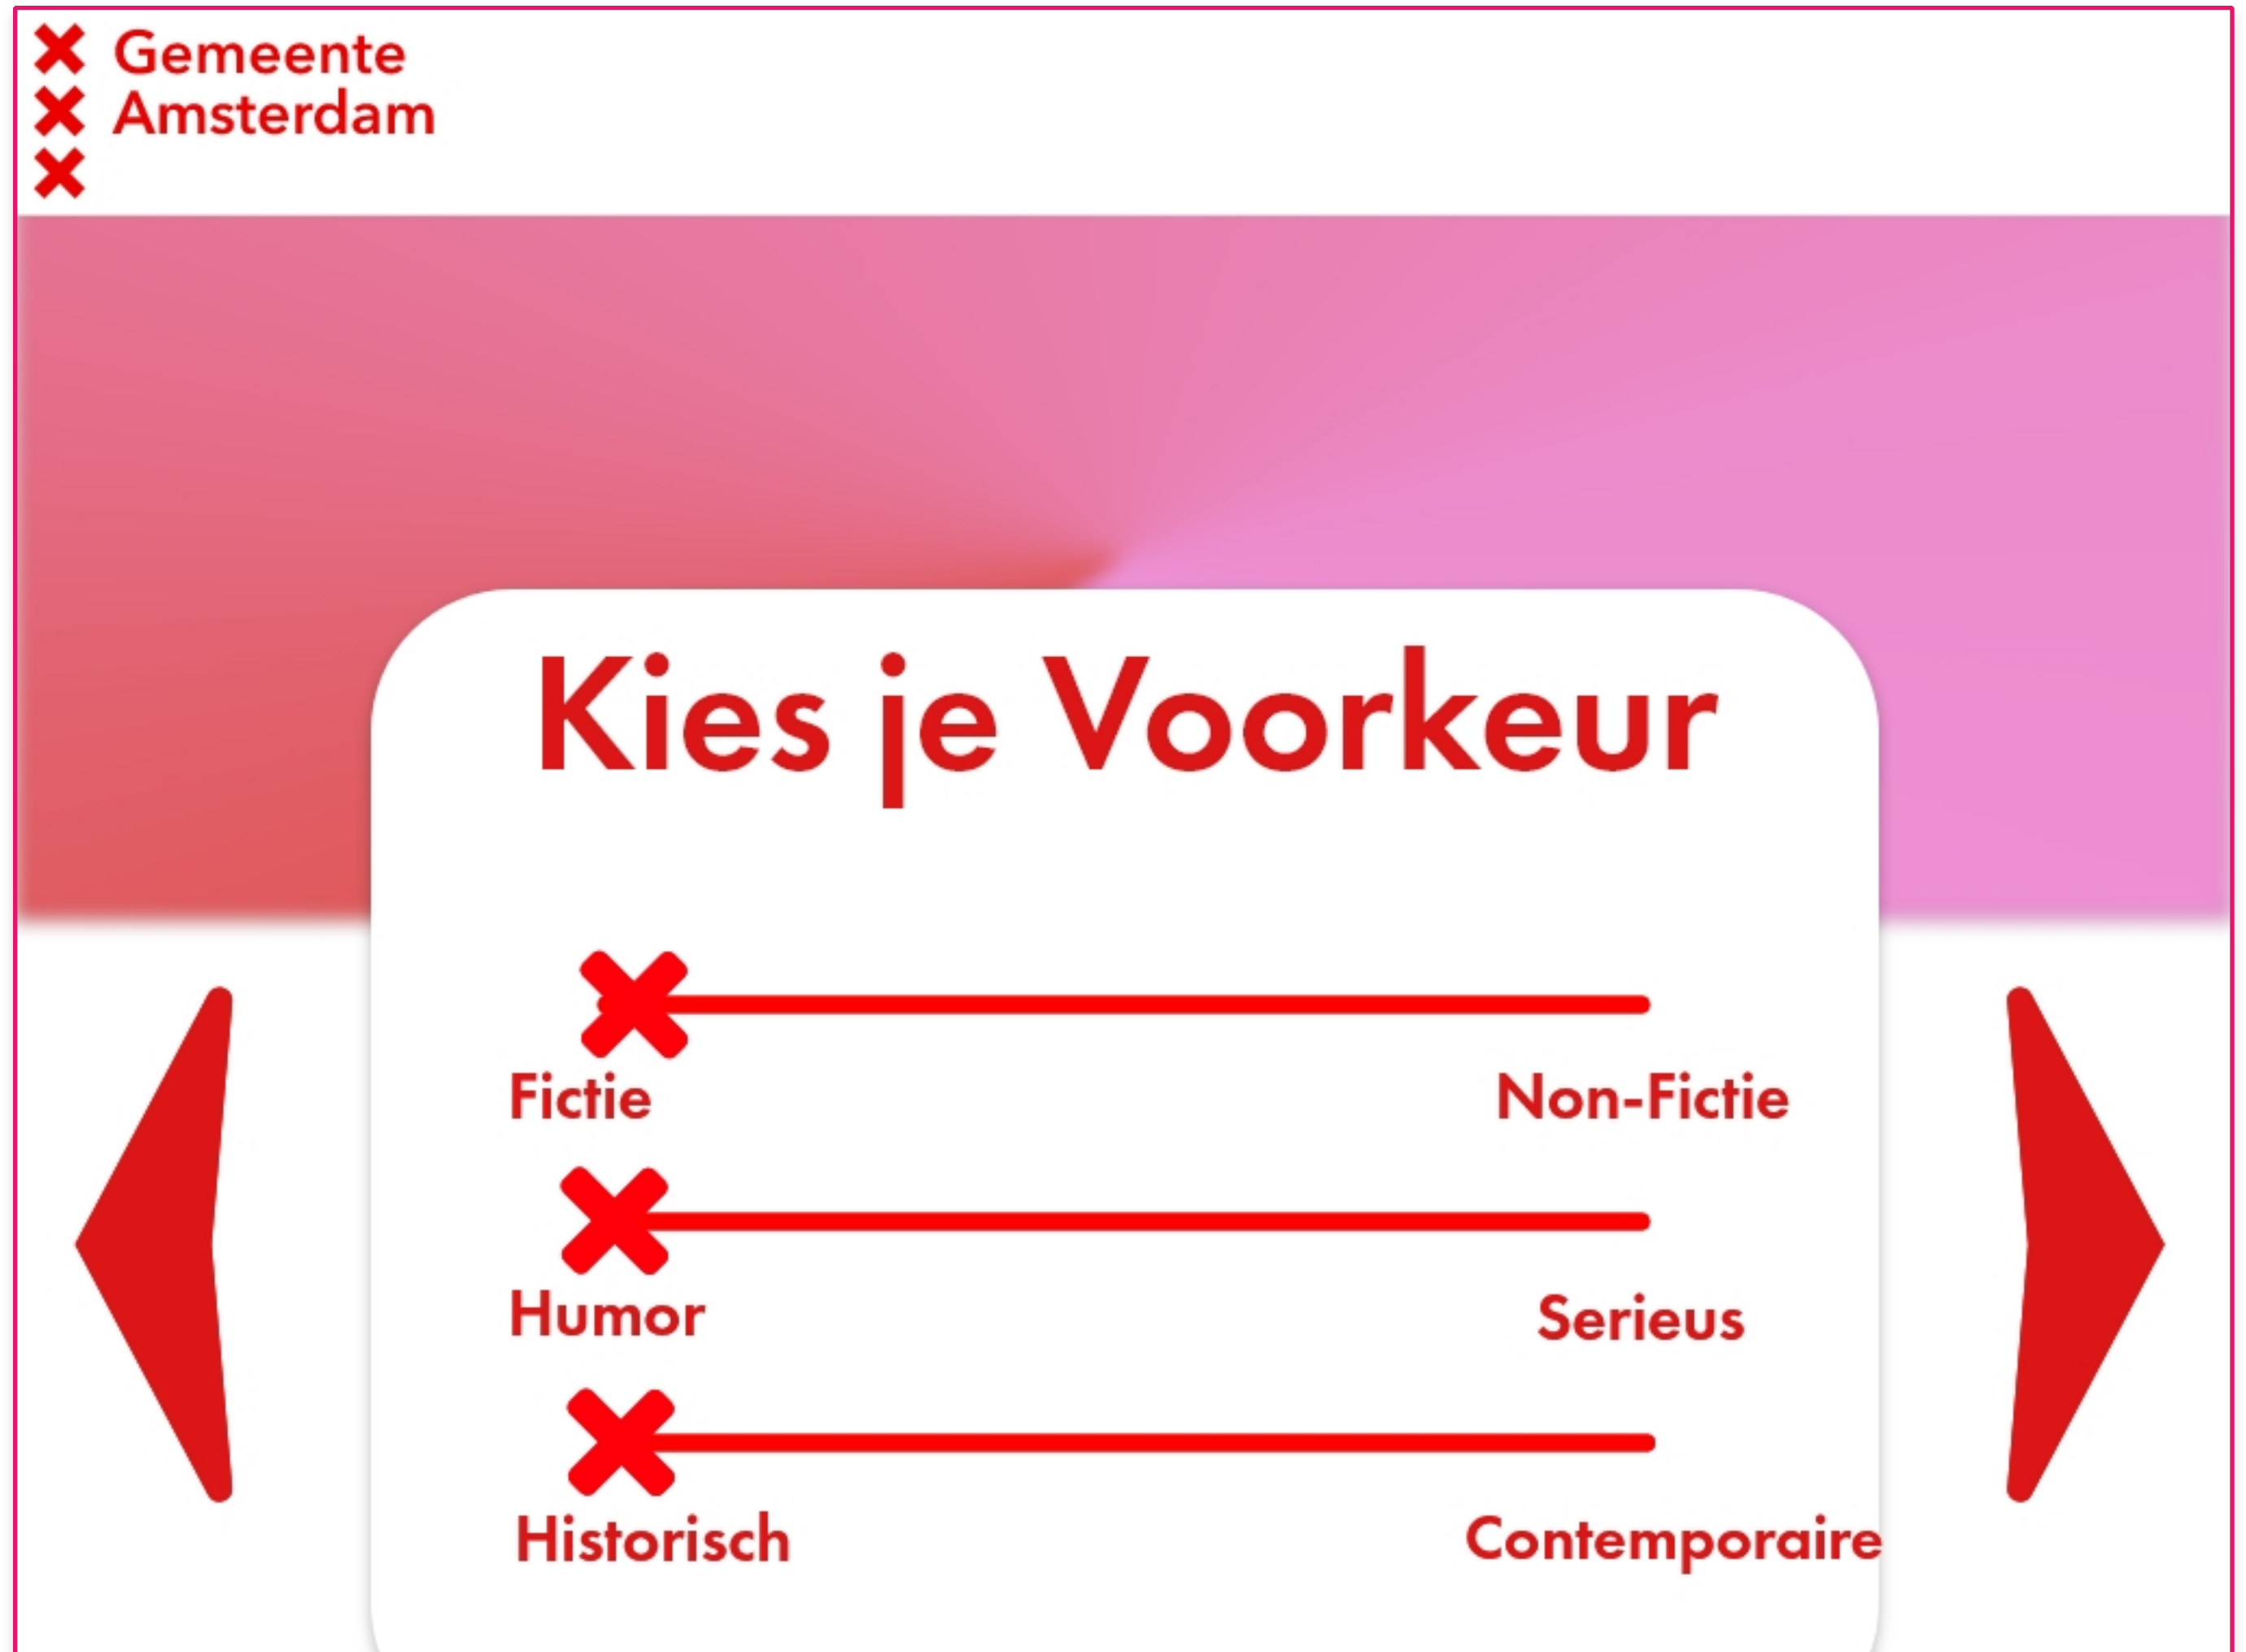 Gemeente
Amsterdam
Kies je Voorkeur
Fictie Non-Fictie
Humor Serieus
Historisch Contemporaire